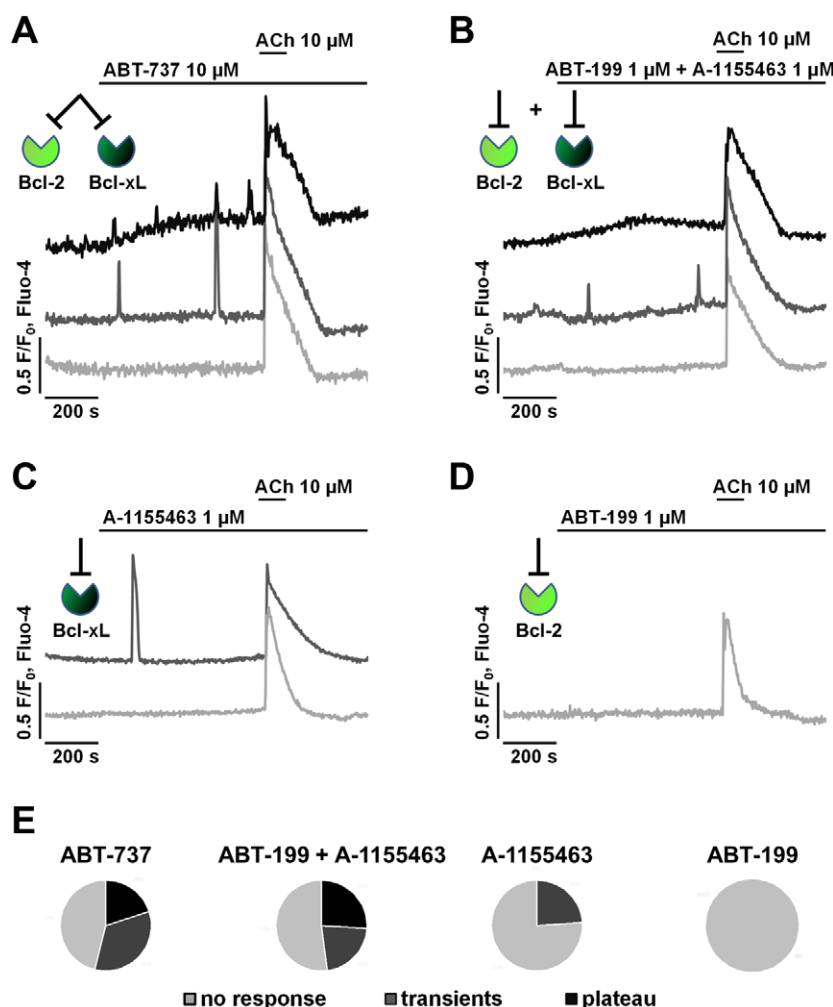 A
ACh 10 µM
ABT-737 10 µM
Bcl-2 Bcl-xL
0.5 F/F₀, Fluo-4
200 s
B
ACh 10 µM
ABT-199 1 µM + A-1155463 1 µM
+
Bcl-2 Bcl-xL
0.5 F/F₀, Fluo-4
200 s
C
ACh 10 µM
A-1155463 1 µM
Bcl-xL
0.5 F/F₀, Fluo-4
200 s
D
ACh 10 µM
ABT-199 1 µM
Bcl-2
0.5 F/F₀, Fluo-4
200 s
E
ABT-737 ABT-199 + A-1155463 A-1155463 ABT-199
no response transients plateau